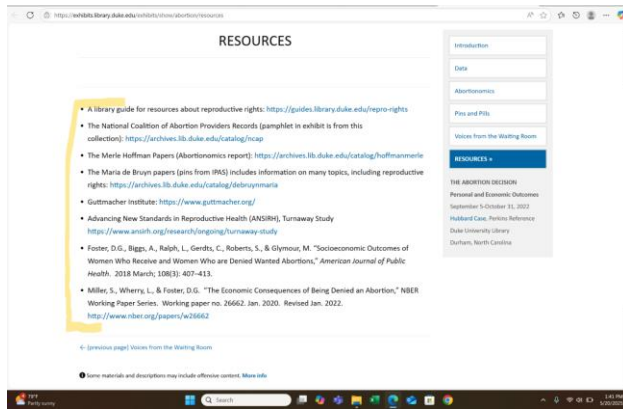 https://exhibits.library.duke.edu/exhibits/show/abortion/resources
RESOURCES
• A library guide for resources about reproductive rights: https://guides.library.duke.edu/repro-rights
• The National Coalition of Abortion Providers Records (pamphlet in exhibit is from this
collection): https://archives.lib.duke.edu/catalog/ncap
• The Merle Hoffman Papers (Abortionomics report): https://archives.lib.duke.edu/catalog/hoffmanmerle
• The Maria de Bruyn papers (pins from IPAS) includes information on many topics, including reproductive
rights: https://archives.lib.duke.edu/catalog/debruynmaria
• Guttmacher Institute: https://www.guttmacher.org/
• Advancing New Standards in Reproductive Health (ANSIRH), Turnaway Study
https://www.ansirh.org/research/ongoing/turnaway-study
• Foster, D.G., Biggs, A., Ralph, L., Gerdts, C., Roberts, S., & Glymour, M. "Socioeconomic Outcomes of
Women Who Receive and Women Who are Denied Wanted Abortions," American Journal of Public
Health. 2018 March; 108(3): 407–413.
• Miller, S., Wherry, L., & Foster, D.G. "The Economic Consequences of Being Denied an Abortion," NBER
Working Paper Series. Working paper no. 26662. Jan. 2020. Revised Jan. 2022.
http://www.nber.org/papers/w26662
← (previous page) Voices from the Waiting Room
Some materials and descriptions may include offensive content. More info
Introduction
Data
Abortionomics
Pins and Pills
Voices from the Waiting Room
RESOURCES »
THE ABORTION DECISION
Personal and Economic Outcomes
September 5-October 31, 2022
Hubbard Case, Perkins Reference
Duke University Library
Durham, North Carolina
Partly sunny
Search
1:41 PM
5/20/2025